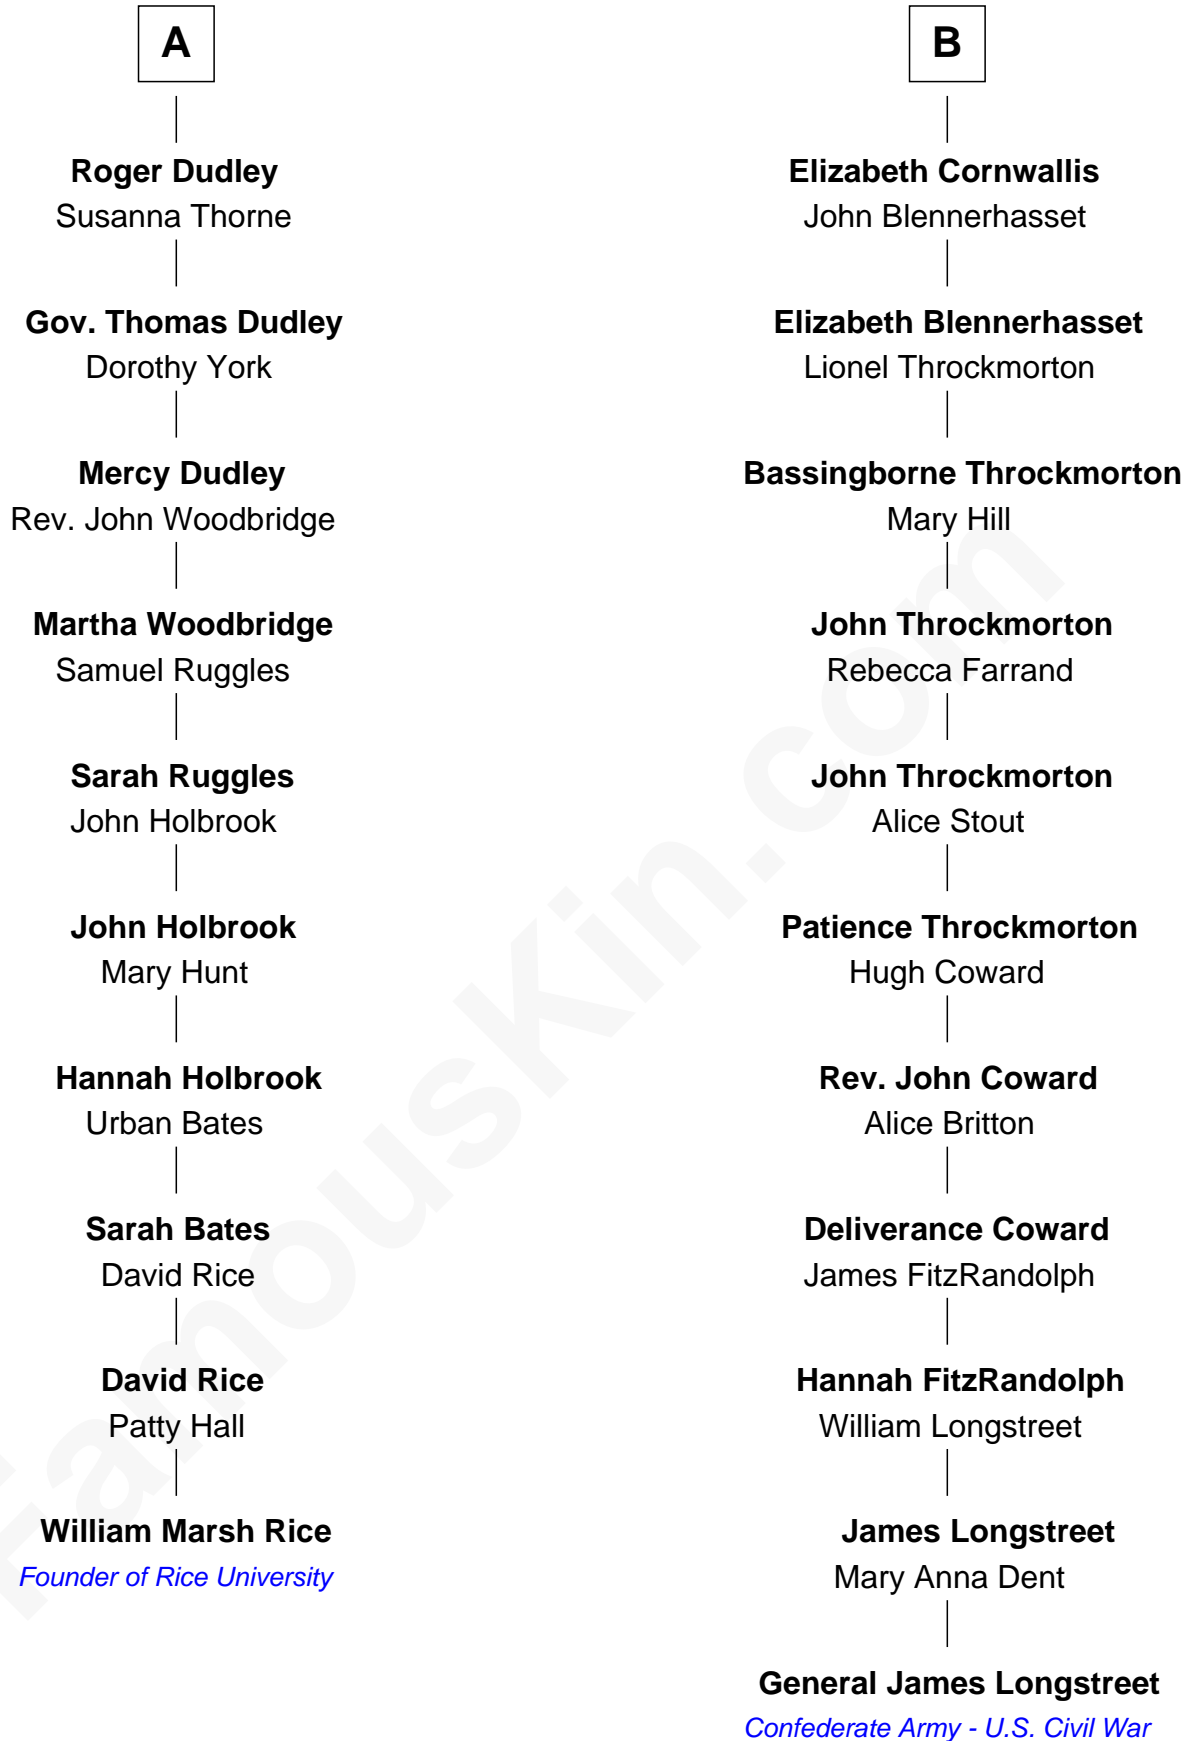 A
Roger Dudley
Susanna Thorne
Gov. Thomas Dudley
Dorothy York
Mercy Dudley
Rev. John Woodbridge
Martha Woodbridge
Samuel Ruggles
Sarah Ruggles
John Holbrook
John Holbrook
Mary Hunt
Hannah Holbrook
Urban Bates
Sarah Bates
David Rice
David Rice
Patty Hall
William Marsh Rice
Founder of Rice University
B
Elizabeth Cornwallis
John Blennerhasset
Elizabeth Blennerhasset
Lionel Throckmorton
Bassingborne Throckmorton
Mary Hill
John Throckmorton
Rebecca Farrand
John Throckmorton
Alice Stout
Patience Throckmorton
Hugh Coward
Rev. John Coward
Alice Britton
Deliverance Coward
James FitzRandolph
Hannah FitzRandolph
William Longstreet
James Longstreet
Mary Anna Dent
General James Longstreet
Confederate Army - U.S. Civil War
FamousKin.com